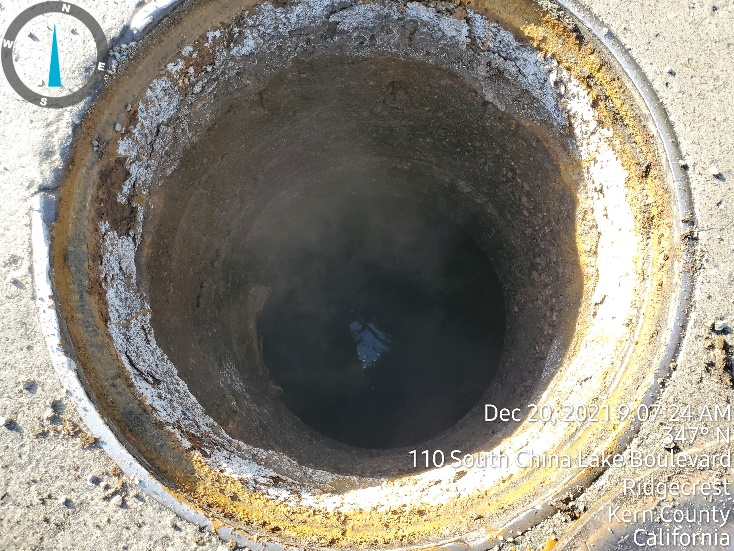 N
W
E
S
Dec 20, 2021 9:07:24 AM
347° N
110 South China Lake Boulevard
Ridgecrest
Kern County
California